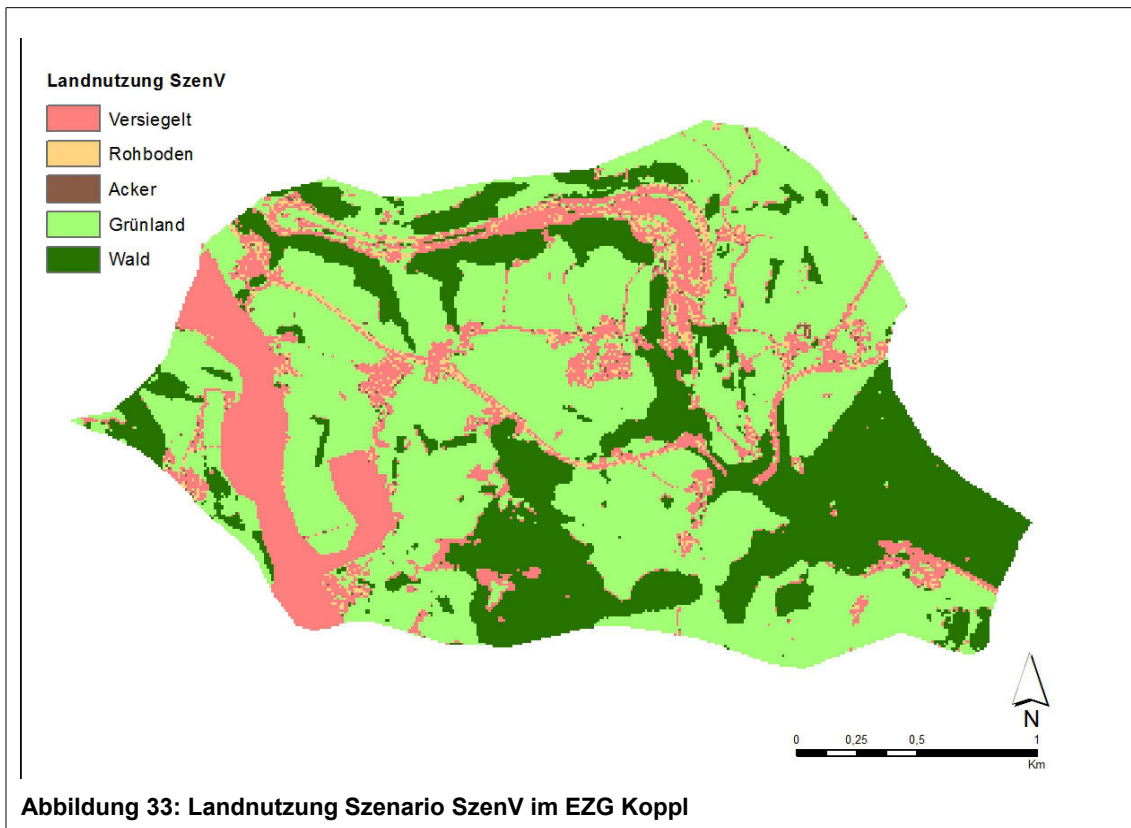 Landnutzung SzenV
Versiegelt
Rohboden
Acker
Grünland
Wald
N
0 0,25 0,5 1
Km
Abbildung 33: Landnutzung Szenario SzenV im EZG Koppl